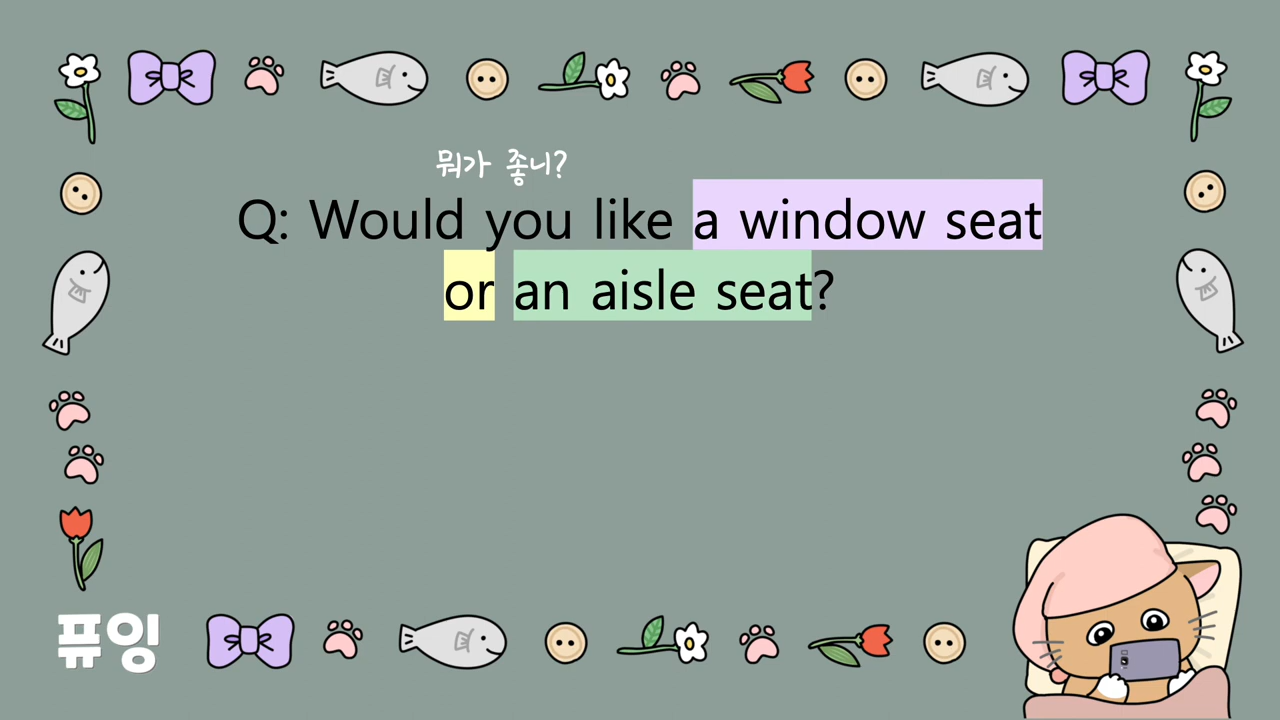 뭐가 좋니?
Q: Would you like a window seat
or an aisle seat?
퓨잉